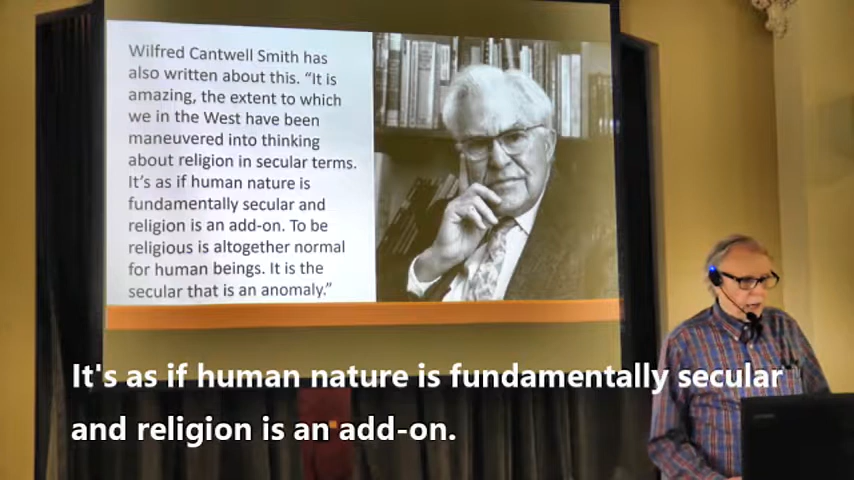 Wilfred Cantwell Smith has
also written about this. “It is
amazing, the extent to which
we in the West have been
maneuvered into thinking
about religion in secular terms.
It’s as if human nature is
fundamentally secular and
religion is an add-on. To be
religious is altogether normal
for human beings. It is the
secular that is an anomaly.”
It's as if human nature is fundamentally secular
and religion is an add-on.